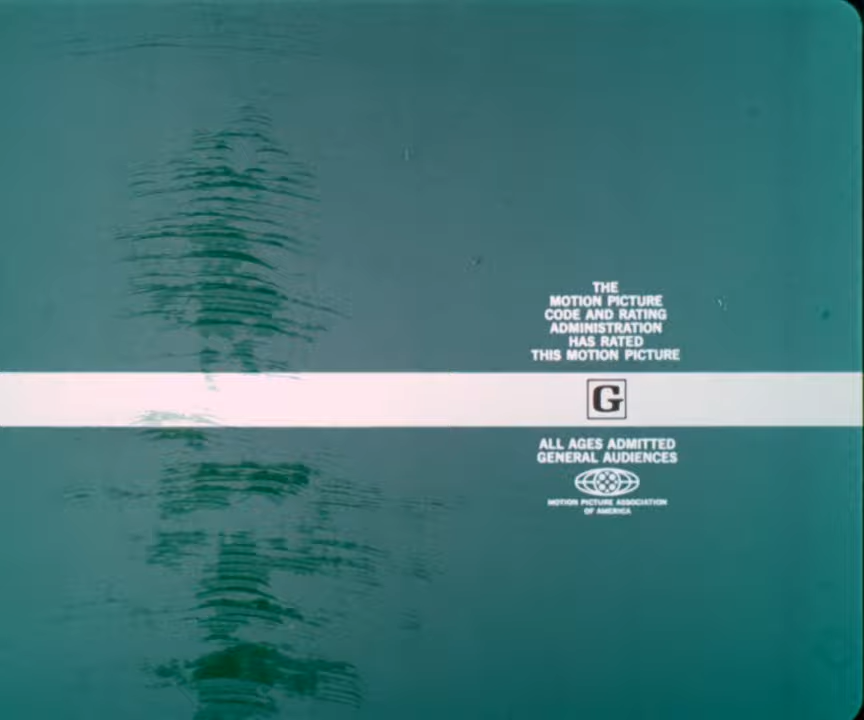 THE
MOTION PICTURE
CODE AND RATING
ADMINISTRATION
HAS RATED
THIS MOTION PICTURE
G
ALL AGES ADMITTED
GENERAL AUDIENCES
MOTION PICTURE ASSOCIATION
OF AMERICA